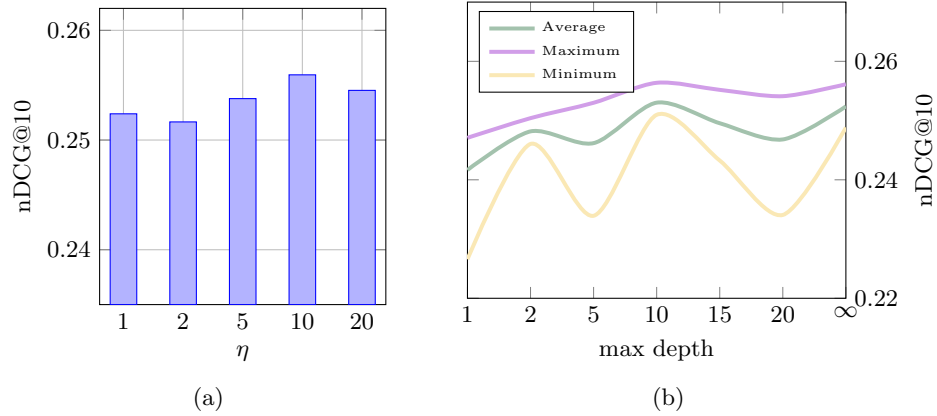 0.26
0.25
0.24
nDCG@10
1 2 5 10 20
η
(a)
Average
Maximum
Minimum
0.26
0.24
0.22
nDCG@10
1 2 5 10 15 20 ∞
max depth
(b)